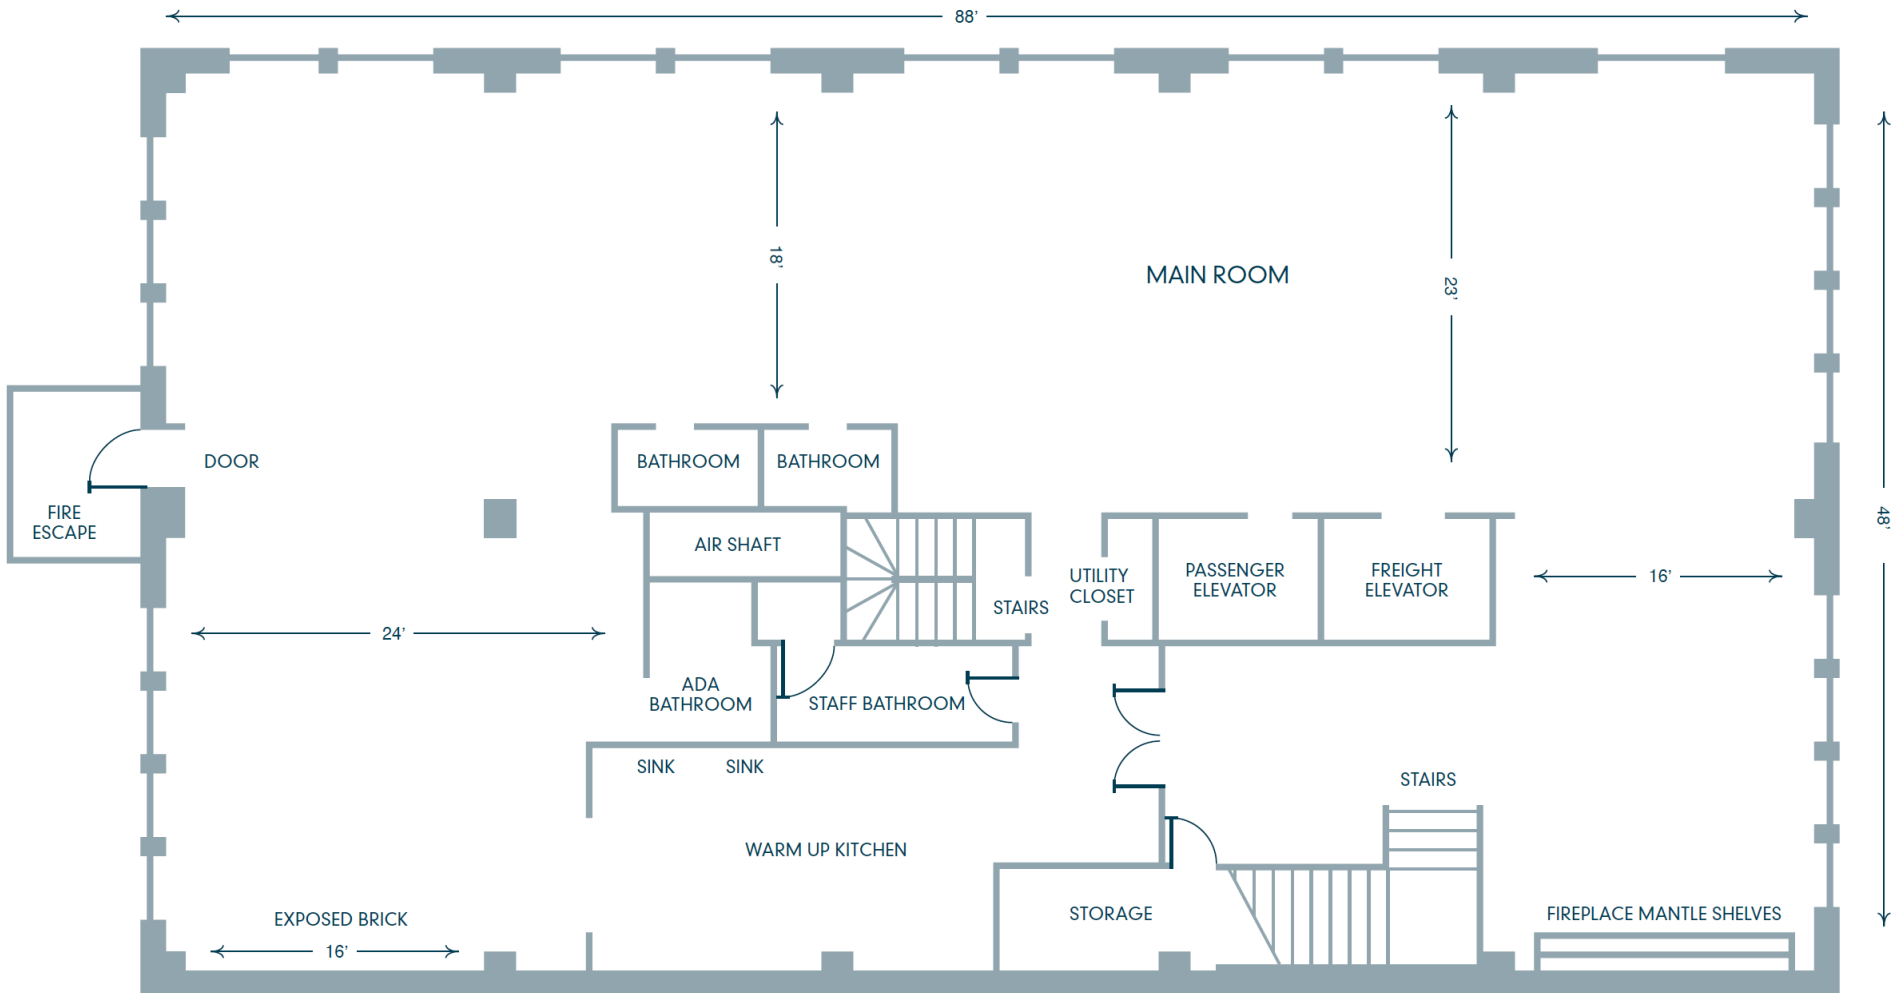 88'
18'
MAIN ROOM
23'
DOOR
BATHROOM
BATHROOM
FIRE
ESCAPE
48'
AIR SHAFT
UTILITY
CLOSET
PASSENGER
ELEVATOR
FREIGHT
ELEVATOR
16'
STAIRS
24'
ADA
BATHROOM
STAFF BATHROOM
SINK
SINK
STAIRS
WARM UP KITCHEN
EXPOSED BRICK
STORAGE
FIREPLACE MANTLE SHELVES
16'